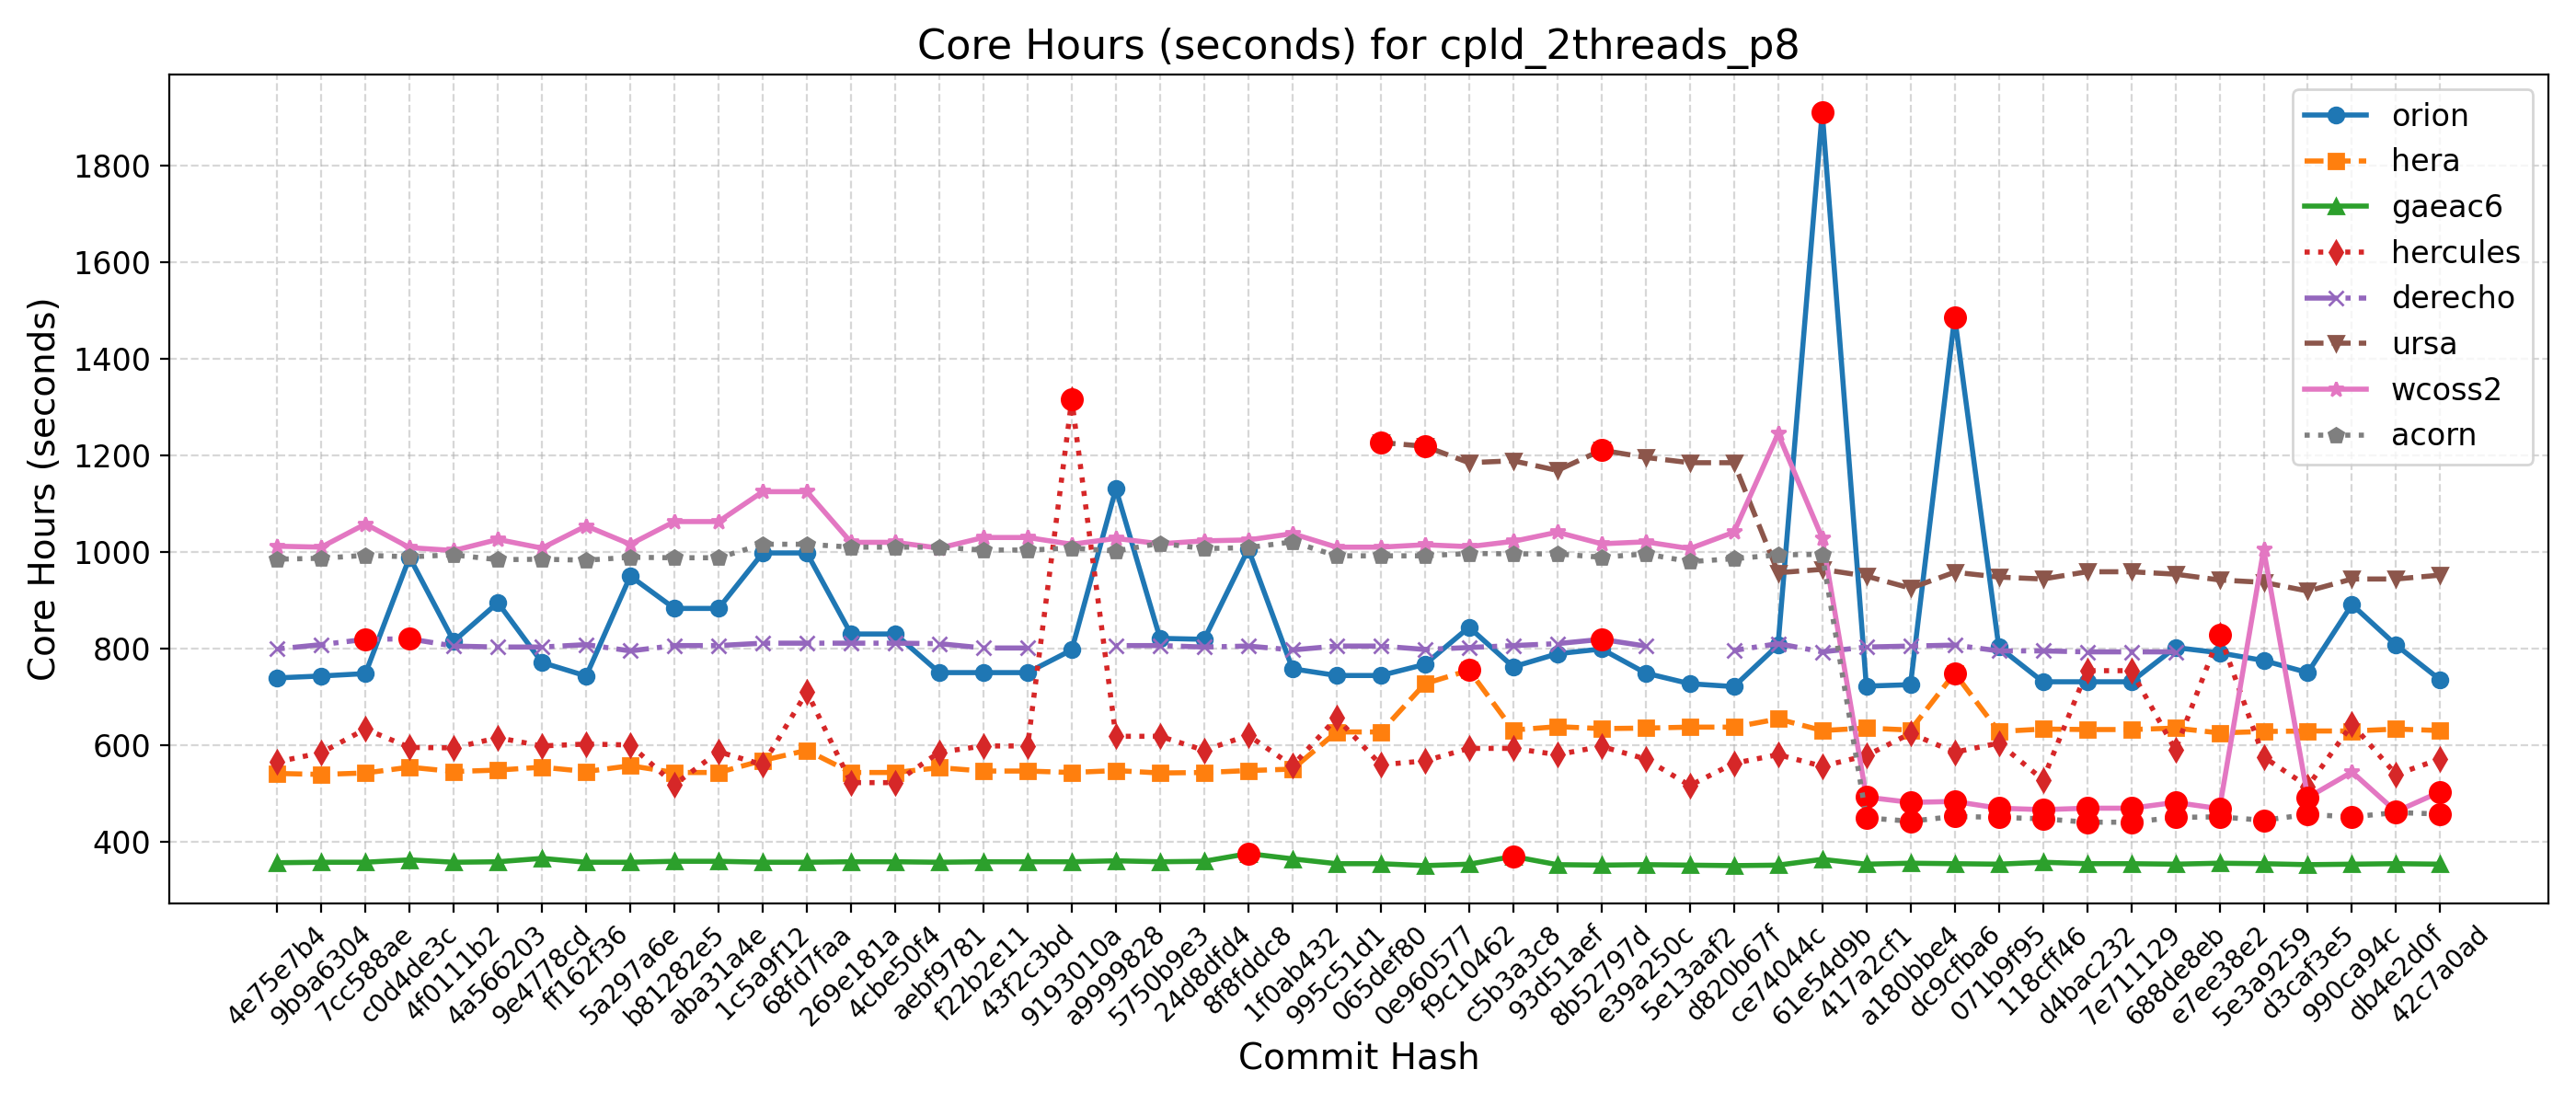 Core Hours (seconds) for cpld_2threads_p8
Core Hours (seconds)
1800
1600
1400
1200
1000
800
600
400
orion
hera
gaeac6
hercules
derecho
ursa
wcoss2
acorn
4e75e7b4
9b9a6304
7cc588ae
c0d4de3c
4f0111b2
4a566203
9e4778cd
ff162f36
5a297a6e
b81282e5
aba31a4e
1c5a9f12
68fd7faa
269e181a
4cbe50f4
aebf9781
f22b2e11
43f2c3bd
9193010a
a9999828
5750b9e3
24d8dfd4
8f8fddc8
1f0ab432
995c51d1
065def80
0e960577
f9c10462
c5b3a3c8
93d51aef
8b52797d
e39a250c
5e13aaf2
d820b67f
ce74044c
61e54d9b
417a2cf1
a180bbe4
dc9cfba6
071b9f95
118cff46
d4bac232
7e711129
688de8eb
e7ee38e2
5e3a9259
d3caf3e5
990ca94c
db4e2d0f
42c7a0ad
Commit Hash